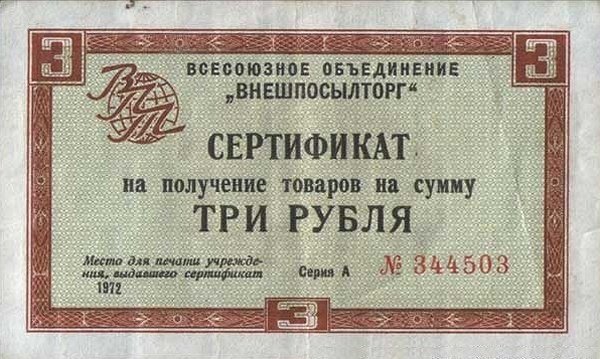 3 3
ВПТ
ВСЕСОЮЗНОЕ ОБЪЕДИНЕНИЕ
„ВНЕШПОСЫЛТОРГ“
СЕРТИФИКАТ
на получение товаров на сумму
ТРИ РУБЛЯ
Место для печати учрежде-
ния, выдавшего сертификат
1972
Серия А № 344503
3